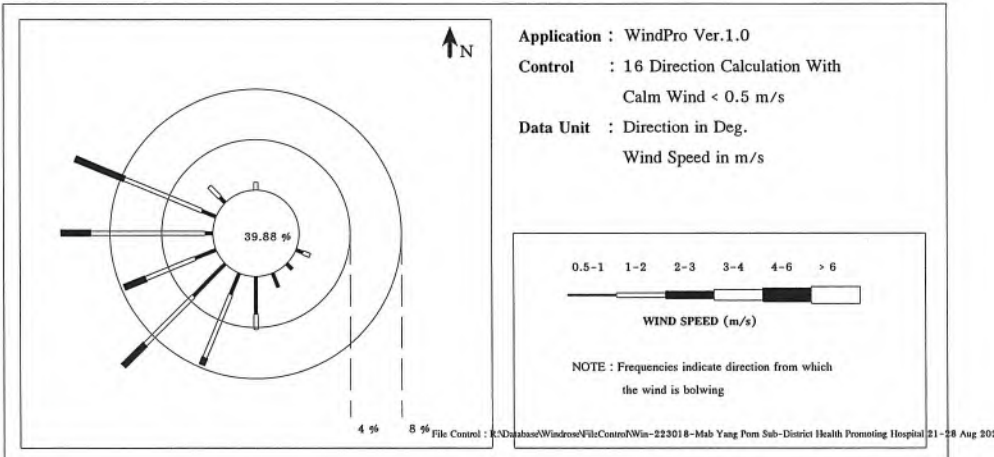 N
39.88 %
4 %
8 %
Application : WindPro Ver.1.0
Control : 16 Direction Calculation With
Calm Wind < 0.5 m/s
Data Unit : Direction in Deg.
Wind Speed in m/s
0.5-1 1-2 2-3 3-4 4-6 > 6
WIND SPEED (m/s)
NOTE : Frequencies indicate direction from which
the wind is bolwing
File Control : R:\Database\Windrose\FileControl\Win-223018-Mab Yang Porn Sub-District Health Promoting Hospital 21-28 Aug